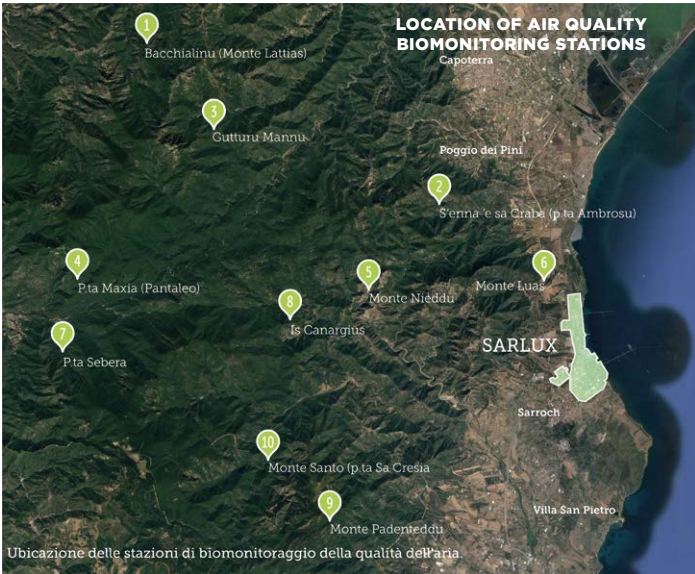 LOCATION OF AIR QUALITY
BIOMONITORING STATIONS
1
Bacchialinu (Monte Lattias)
Capoterra
3
Gutturu Mannu
Poggio dei Pini
2
S'enna 'e sa Craba (p.ta Ambrosu)
4
P.ta Maxia (Pantaleo)
5
Monte Nieddu
6
Monte Luas
8
Is Canargius
7
P.ta Sebera
SARLUX
Sarroch
10
Monte Santo (p.ta Sa Cresia
9
Monte Padenteddu
Villa San Pietro
Ubicazione delle stazioni di biomonitoraggio della qualità dell'aria.